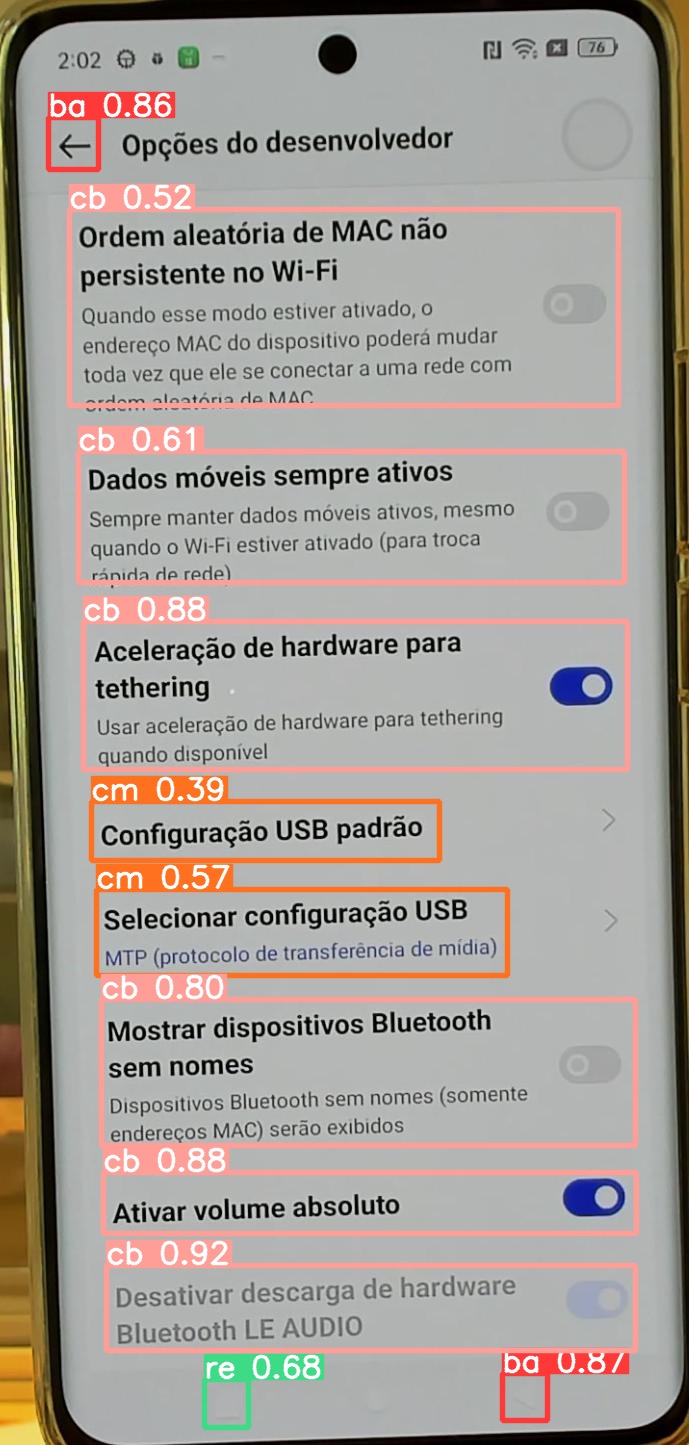 2:02
76
ba 0.86
Opções do desenvolvedor
cb 0.52
Ordem aleatória de MAC não
persistente no Wi-Fi
Quando esse modo estiver ativado, o
endereço MAC do dispositivo poderá mudar
toda vez que ele se conectar a uma rede com
ordem aleatória de MAC
cb 0.61
Dados móveis sempre ativos
Sempre manter dados móveis ativos, mesmo
quando o Wi-Fi estiver ativado (para troca
rápida de rede)
cb 0.88
Aceleração de hardware para
tethering
Usar aceleração de hardware para tethering
quando disponível
cm 0.39
Configuração USB padrão
cm 0.57
Selecionar configuração USB
MTP (protocolo de transferência de mídia)
cb 0.80
Mostrar dispositivos Bluetooth
sem nomes
Dispositivos Bluetooth sem nomes (somente
endereços MAC) serão exibidos
cb 0.88
Ativar volume absoluto
cb 0.92
Desativar descarga de hardware
Bluetooth LE AUDIO
re 0.68
ba 0.87